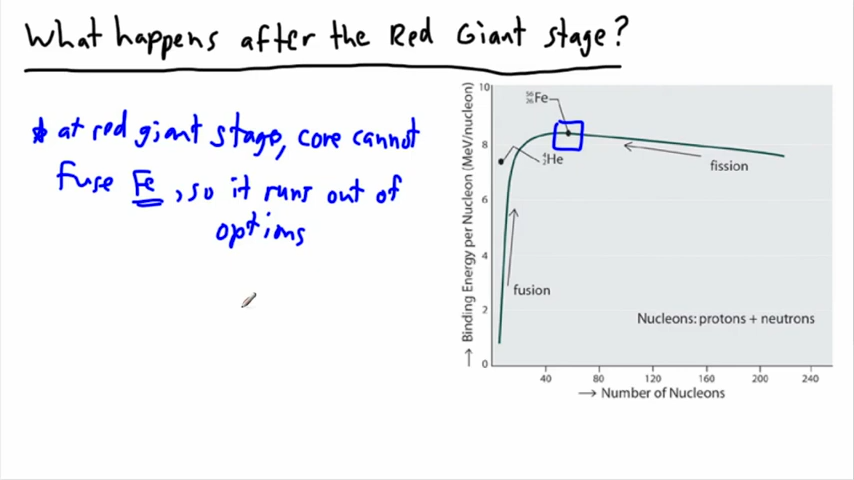 What happens after the Red Giant stage?
* at red giant stage, core cannot
fuse Fe, so it runs out of
options
Binding Energy per Nucleon (MeV/nucleon)
10
8
6
4
2
0
56
26Fe
4
2He
fission
fusion
Nucleons: protons + neutrons
40 80 120 160 200 240
→ Number of Nucleons